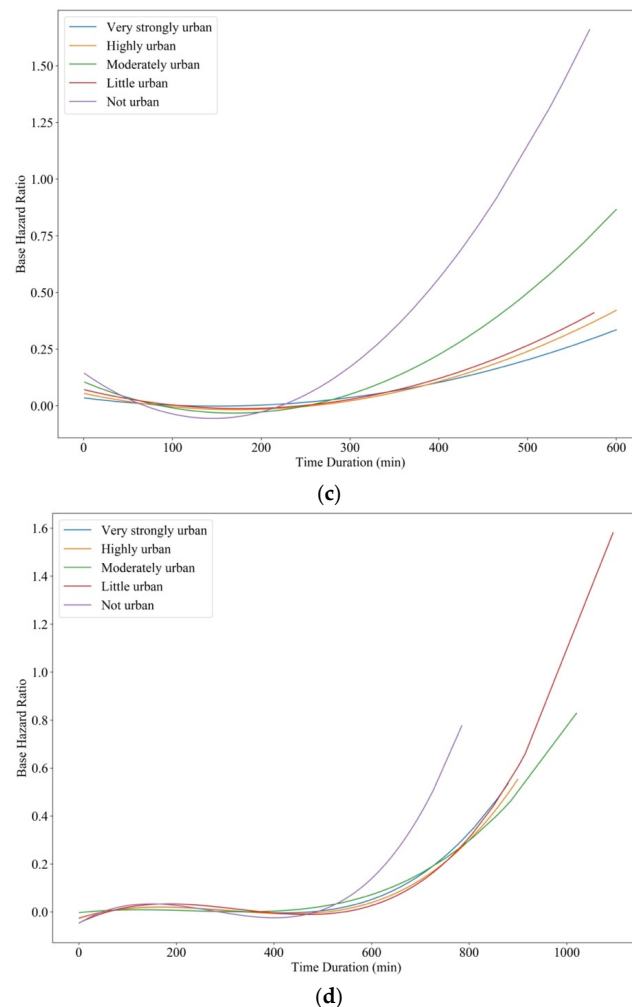 Very strongly urban
Highly urban
Moderately urban
Little urban
Not urban
1.50
1.25
1.00
0.75
0.50
0.25
0.00
Base Hazard Ratio
0 100 200 300 400 500 600
Time Duration (min)
(c)
Very strongly urban
Highly urban
Moderately urban
Little urban
Not urban
1.6
1.4
1.2
1.0
0.8
0.6
0.4
0.2
0.0
Base Hazard Ratio
0 200 400 600 800 1000
Time Duration (min)
(d)